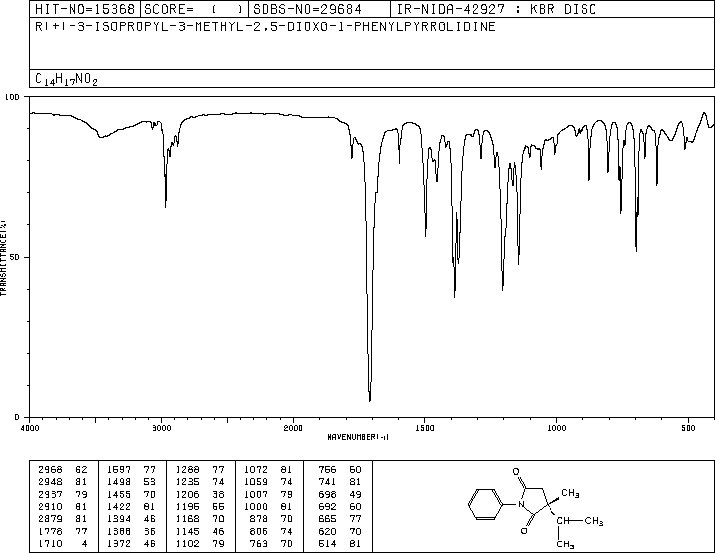 HIT-NO=15368 SCORE= ( ) SDBS-NO=29684 IR-NIDA-42927 : KBR DISC
R(+)-3-ISOPROPYL-3-METHYL-2,5-DIOXO-1-PHENYLPYRROLIDINE
C14H17NO2
100
50
0
TRANSMITTANCE(%)
4000 3000 2000 1500 1000 500
WAVENUMBER(-1)
2968 62 1597 77 1288 77 1072 81 756 60
2948 81 1498 53 1235 74 1059 74 741 81
2937 79 1455 70 1206 38 1007 79 698 49
2910 81 1422 81 1195 55 1000 81 692 60
2879 81 1394 46 1168 70 878 70 665 77
1778 77 1388 36 1145 46 806 74 620 70
1710 4 1372 46 1102 79 763 70 514 81
O
CH3
N
CH—CH3
O
CH3